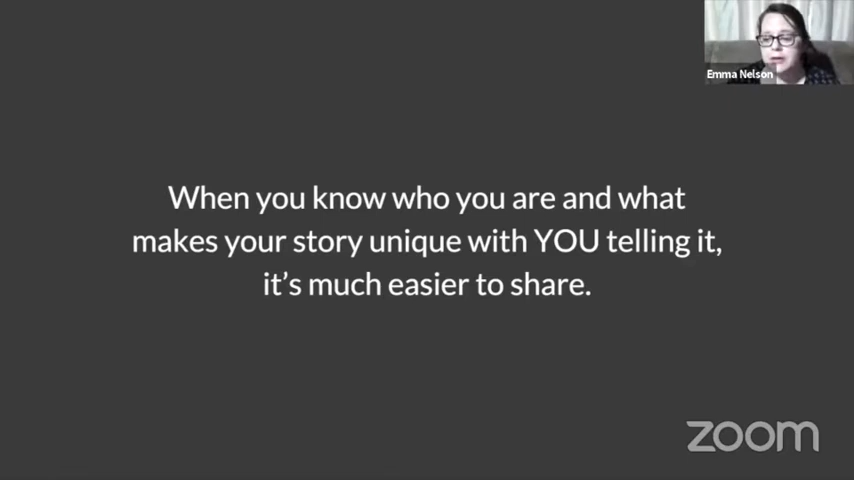 Emma Nelson
When you know who you are and what
makes your story unique with YOU telling it,
it’s much easier to share.
zoom